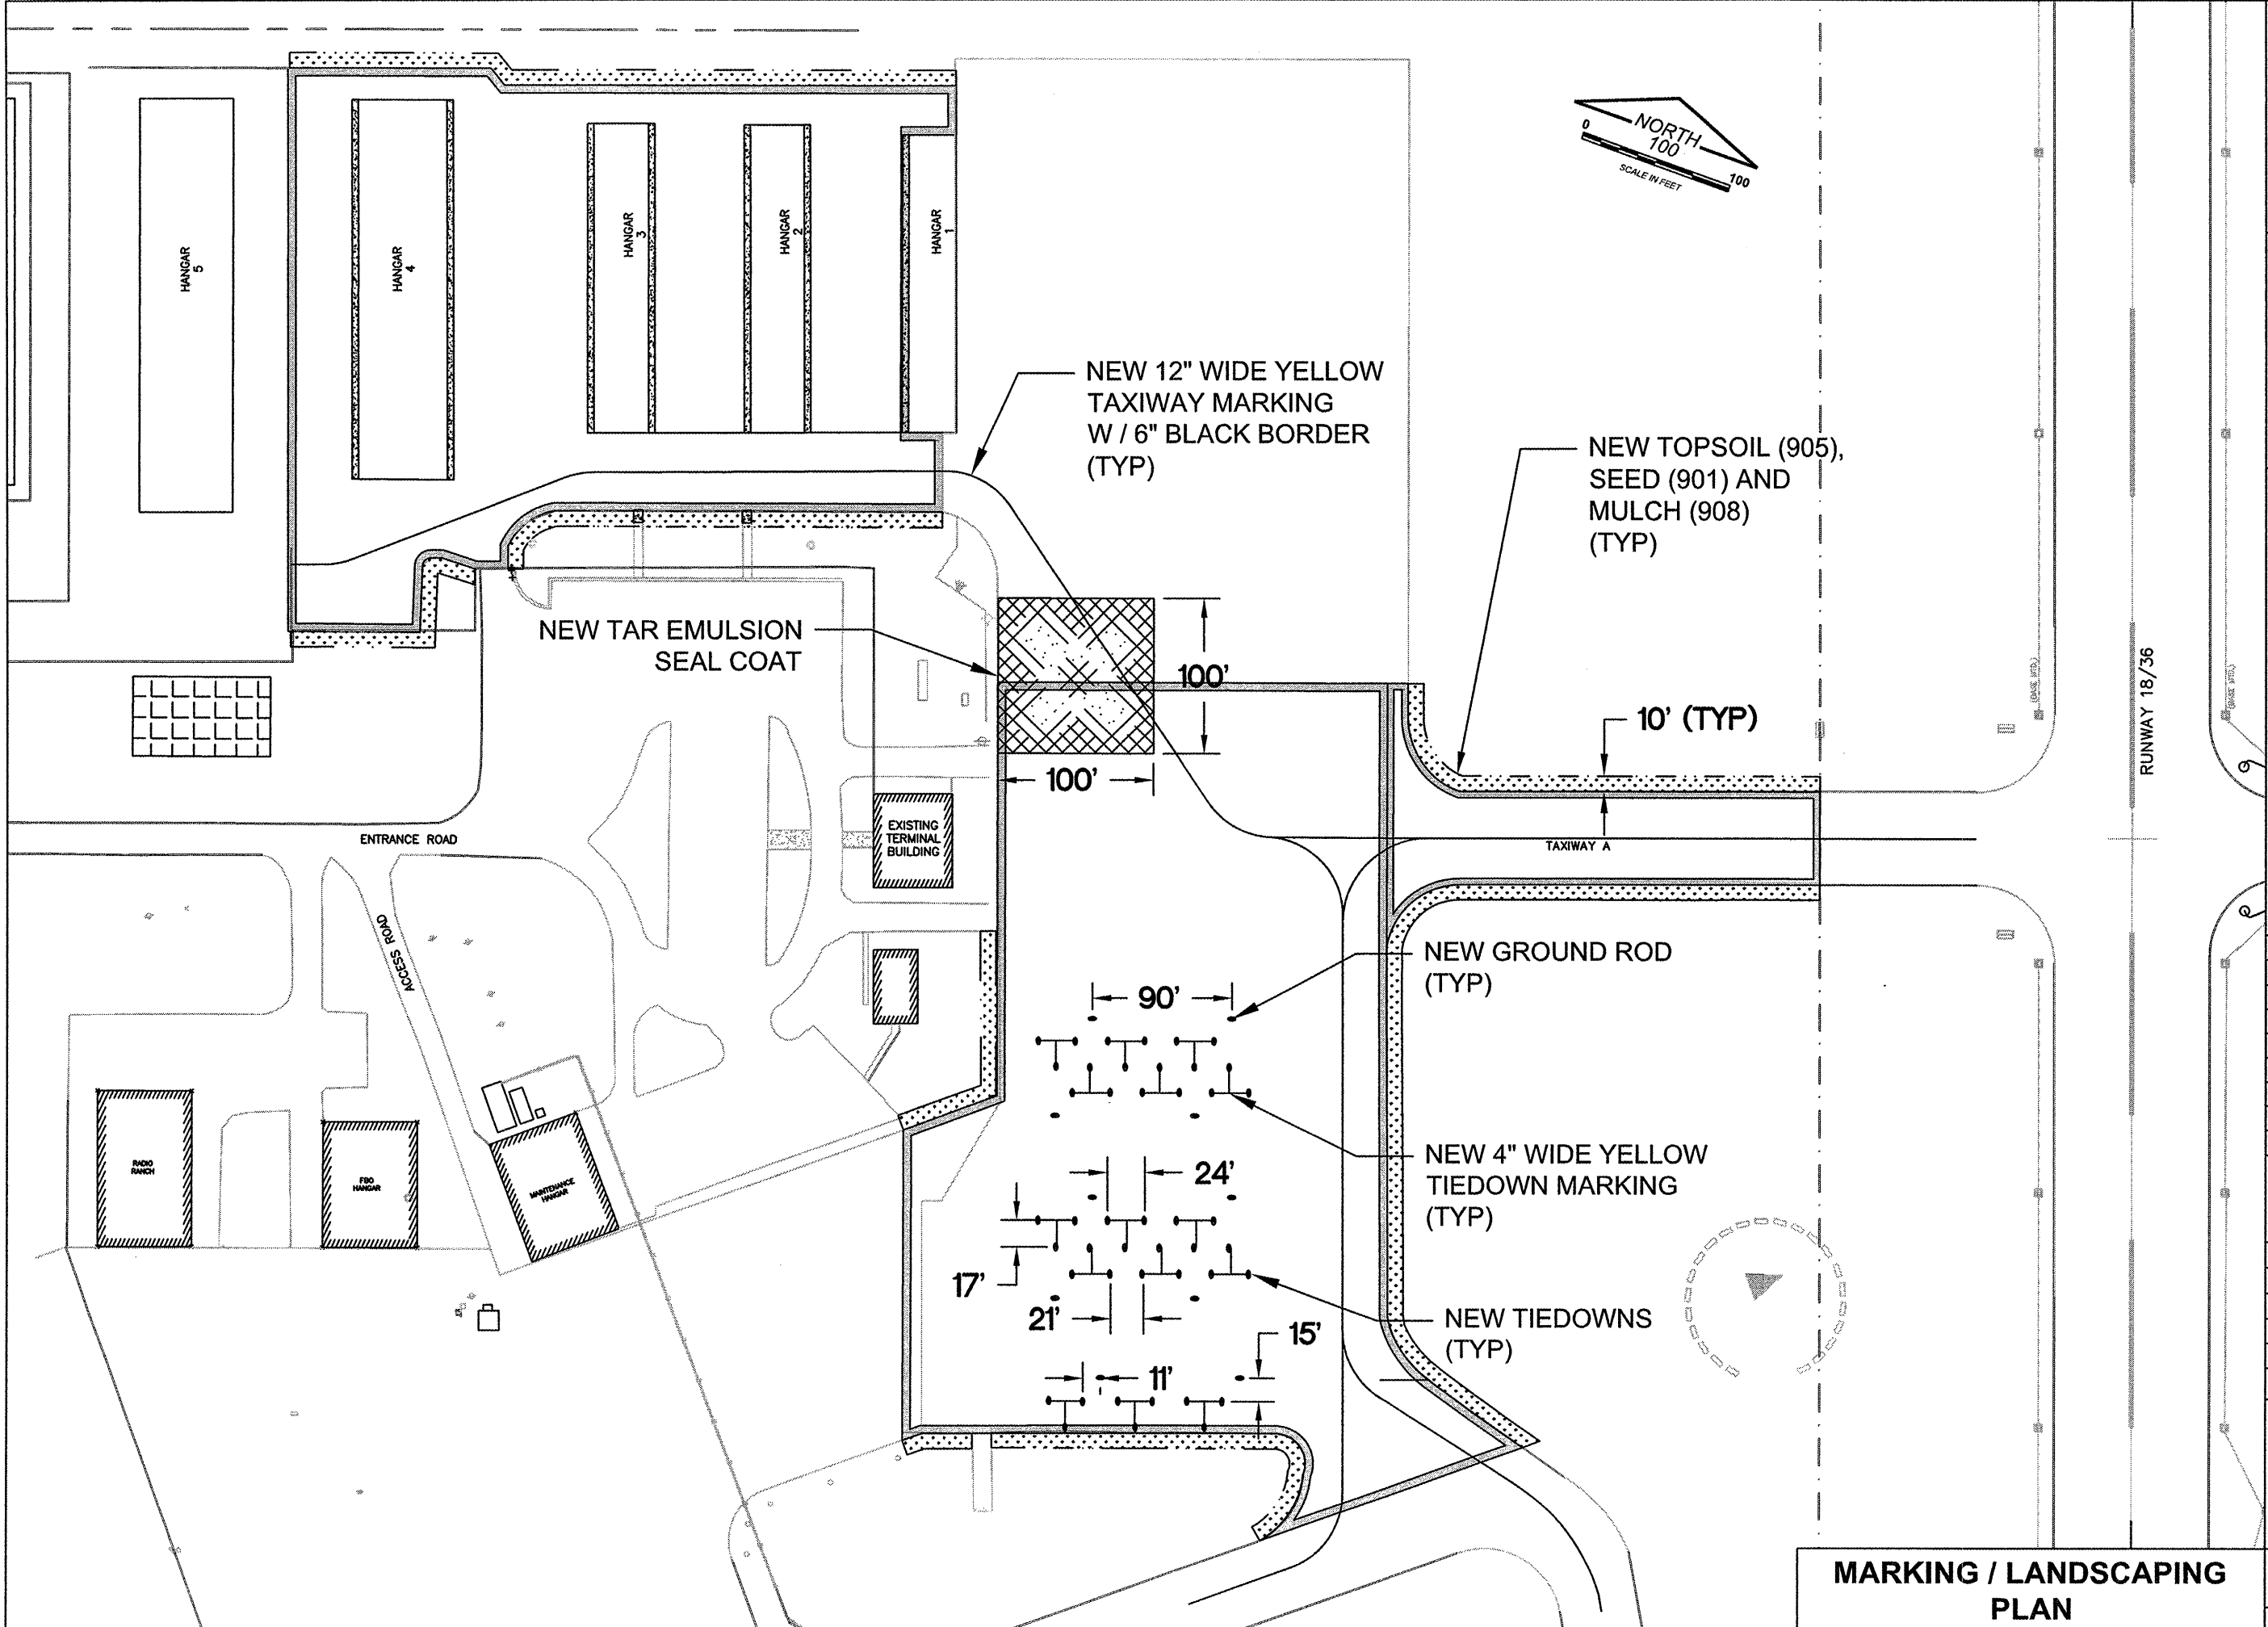 NORTH
0
100
100
SCALE IN FEET
HANGAR
5
HANGAR
4
HANGAR
3
HANGAR
2
HANGAR
1
NEW 12" WIDE YELLOW
TAXIWAY MARKING
W / 6" BLACK BORDER
(TYP)
NEW TOPSOIL (905),
SEED (901) AND
MULCH (908)
(TYP)
NEW TAR EMULSION
SEAL COAT
100'
100'
10' (TYP)
RUNWAY 18/36
ENTRANCE ROAD
EXISTING
TERMINAL
BUILDING
TAXIWAY A
ACCESS ROAD
NEW GROUND ROD
(TYP)
90'
NEW 4" WIDE YELLOW
TIEDOWN MARKING
(TYP)
24'
17'
21'
NEW TIEDOWNS
(TYP)
15'
11'
RADIO
RANCH
FBO
HANGAR
MAINTENANCE
HANGAR
MARKING / LANDSCAPING
PLAN